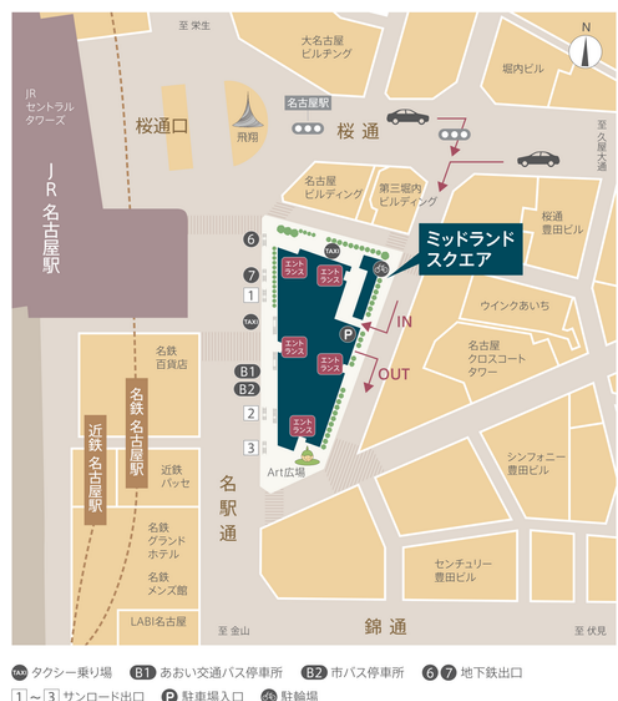 至 栄生
大名古屋
ビルヂング
N
堀内ビル
JR
セントラル
タワーズ
桜通口
飛翔
名古屋駅
桜 通
至 久屋大通
JR 名古屋駅
名古屋
ビルディング
第三堀内
ビルディング
桜通
豊田ビル
ミッドランド
スクエア
6
TAXI
エント
ランス
エント
ランス
7
1
ウインクあいち
IN
P
TAXI
名鉄
百貨店
エント
ランス
エント
ランス
名古屋
クロスコート
タワー
OUT
B1
B2
名鉄 名古屋駅
近鉄 名古屋駅
2
エント
ランス
3
Art広場
シンフォニー
豊田ビル
近鉄
パッセ
名駅通
名鉄
グランド
ホテル
名鉄
メンズ館
センチュリー
豊田ビル
LABI名古屋
至 金山
錦 通
至 伏見
TAXI タクシー乗り場 B1 あおい交通バス停車所 B2 市バス停車所 6 7 地下鉄出口
1 ~ 3 サンロード出口 P 駐車場入口 駐輪場